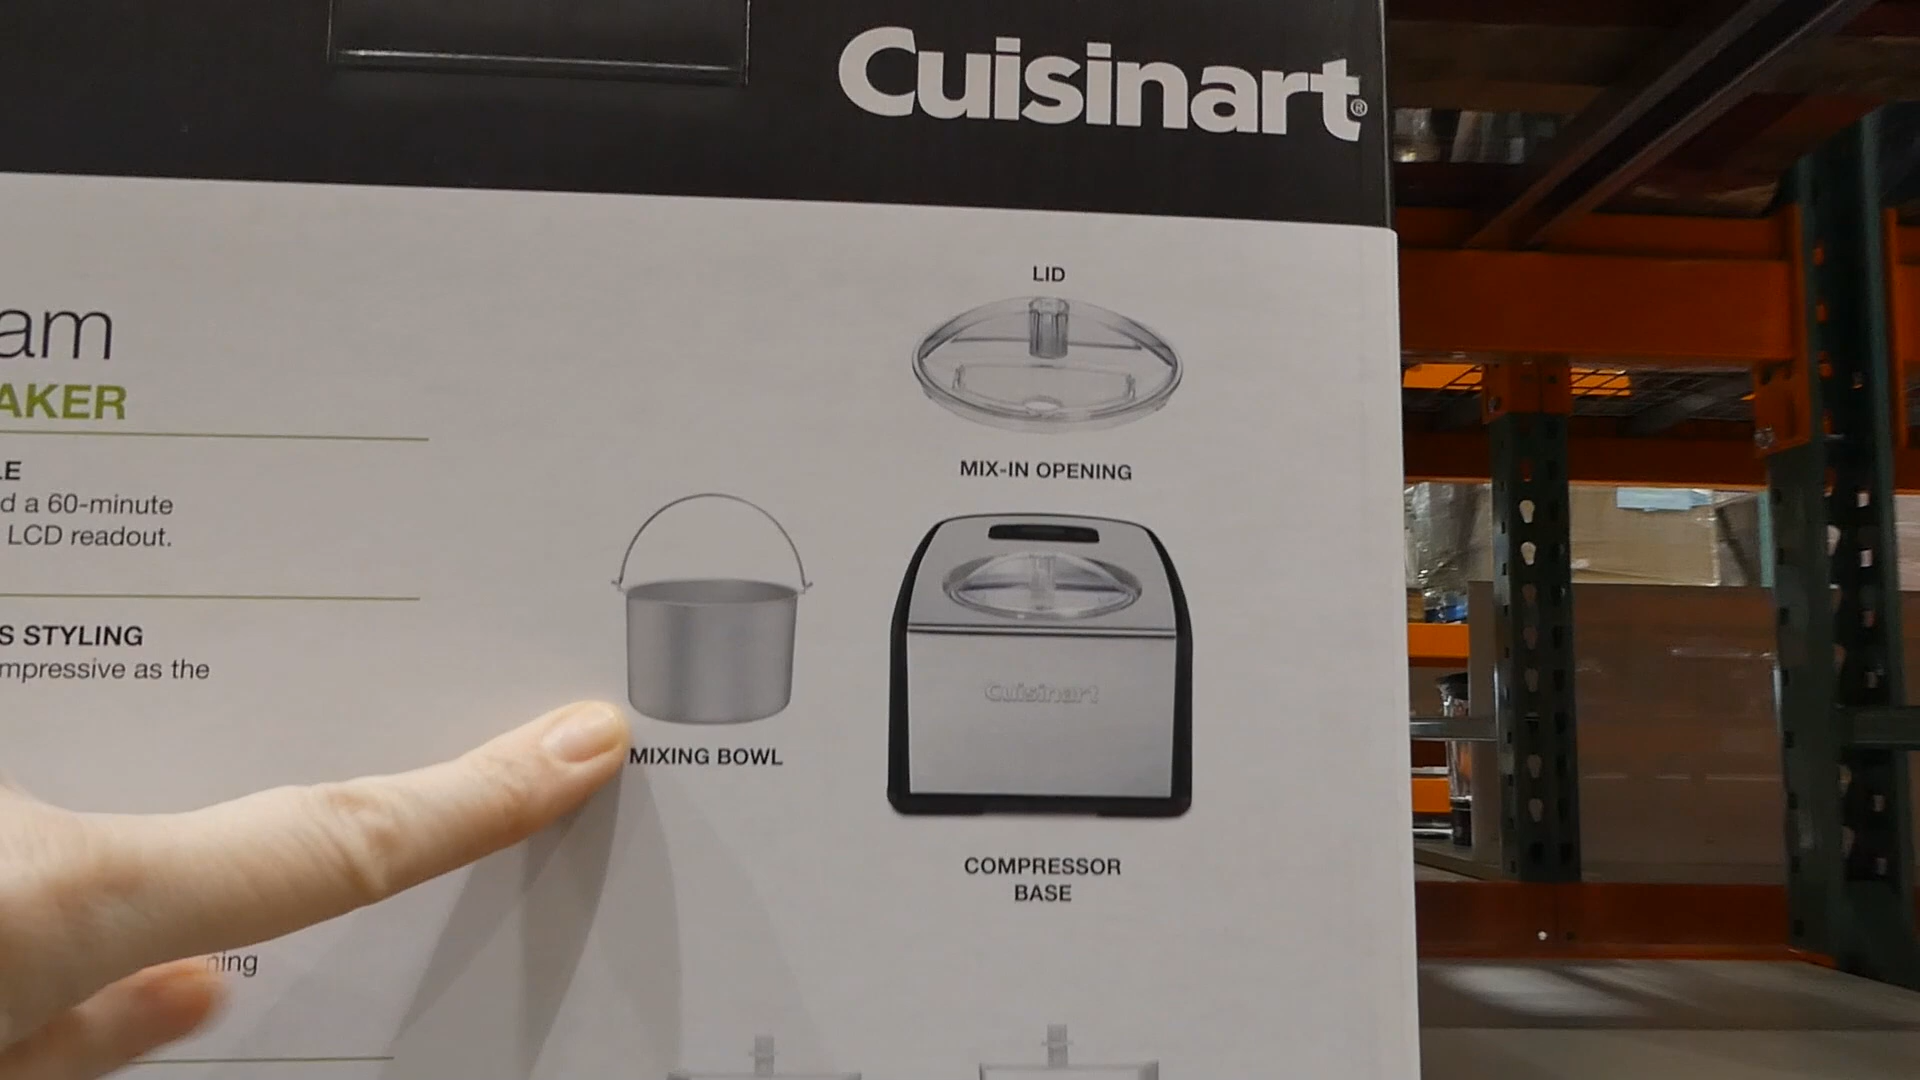 Cuisinart®
am
AKER
LE
d a 60-minute
LCD readout.
S STYLING
mpressive as the
ning
LID
MIX-IN OPENING
MIXING BOWL
Cuisinart
COMPRESSOR
BASE